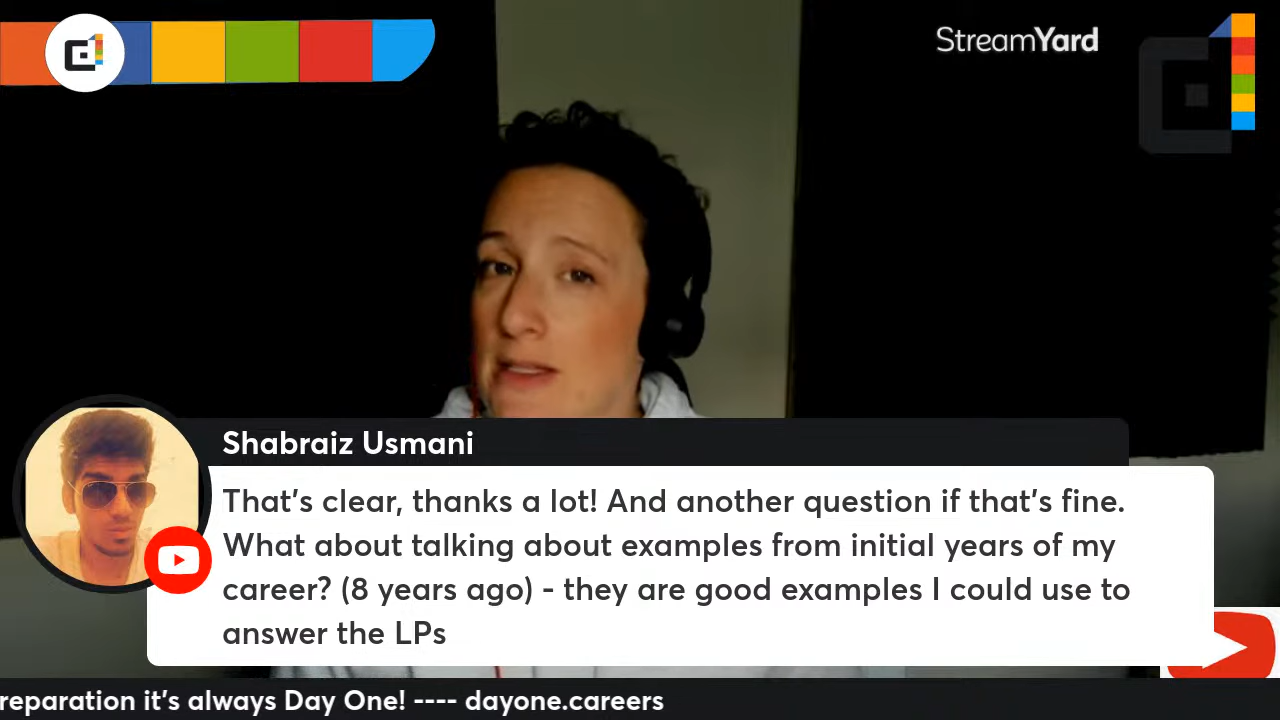 StreamYard
Shabraiz Usmani
That's clear, thanks a lot! And another question if that's fine.
What about talking about examples from initial years of my
career? (8 years ago) - they are good examples I could use to
answer the LPs
reparation it's always Day One! ---- dayone.careers